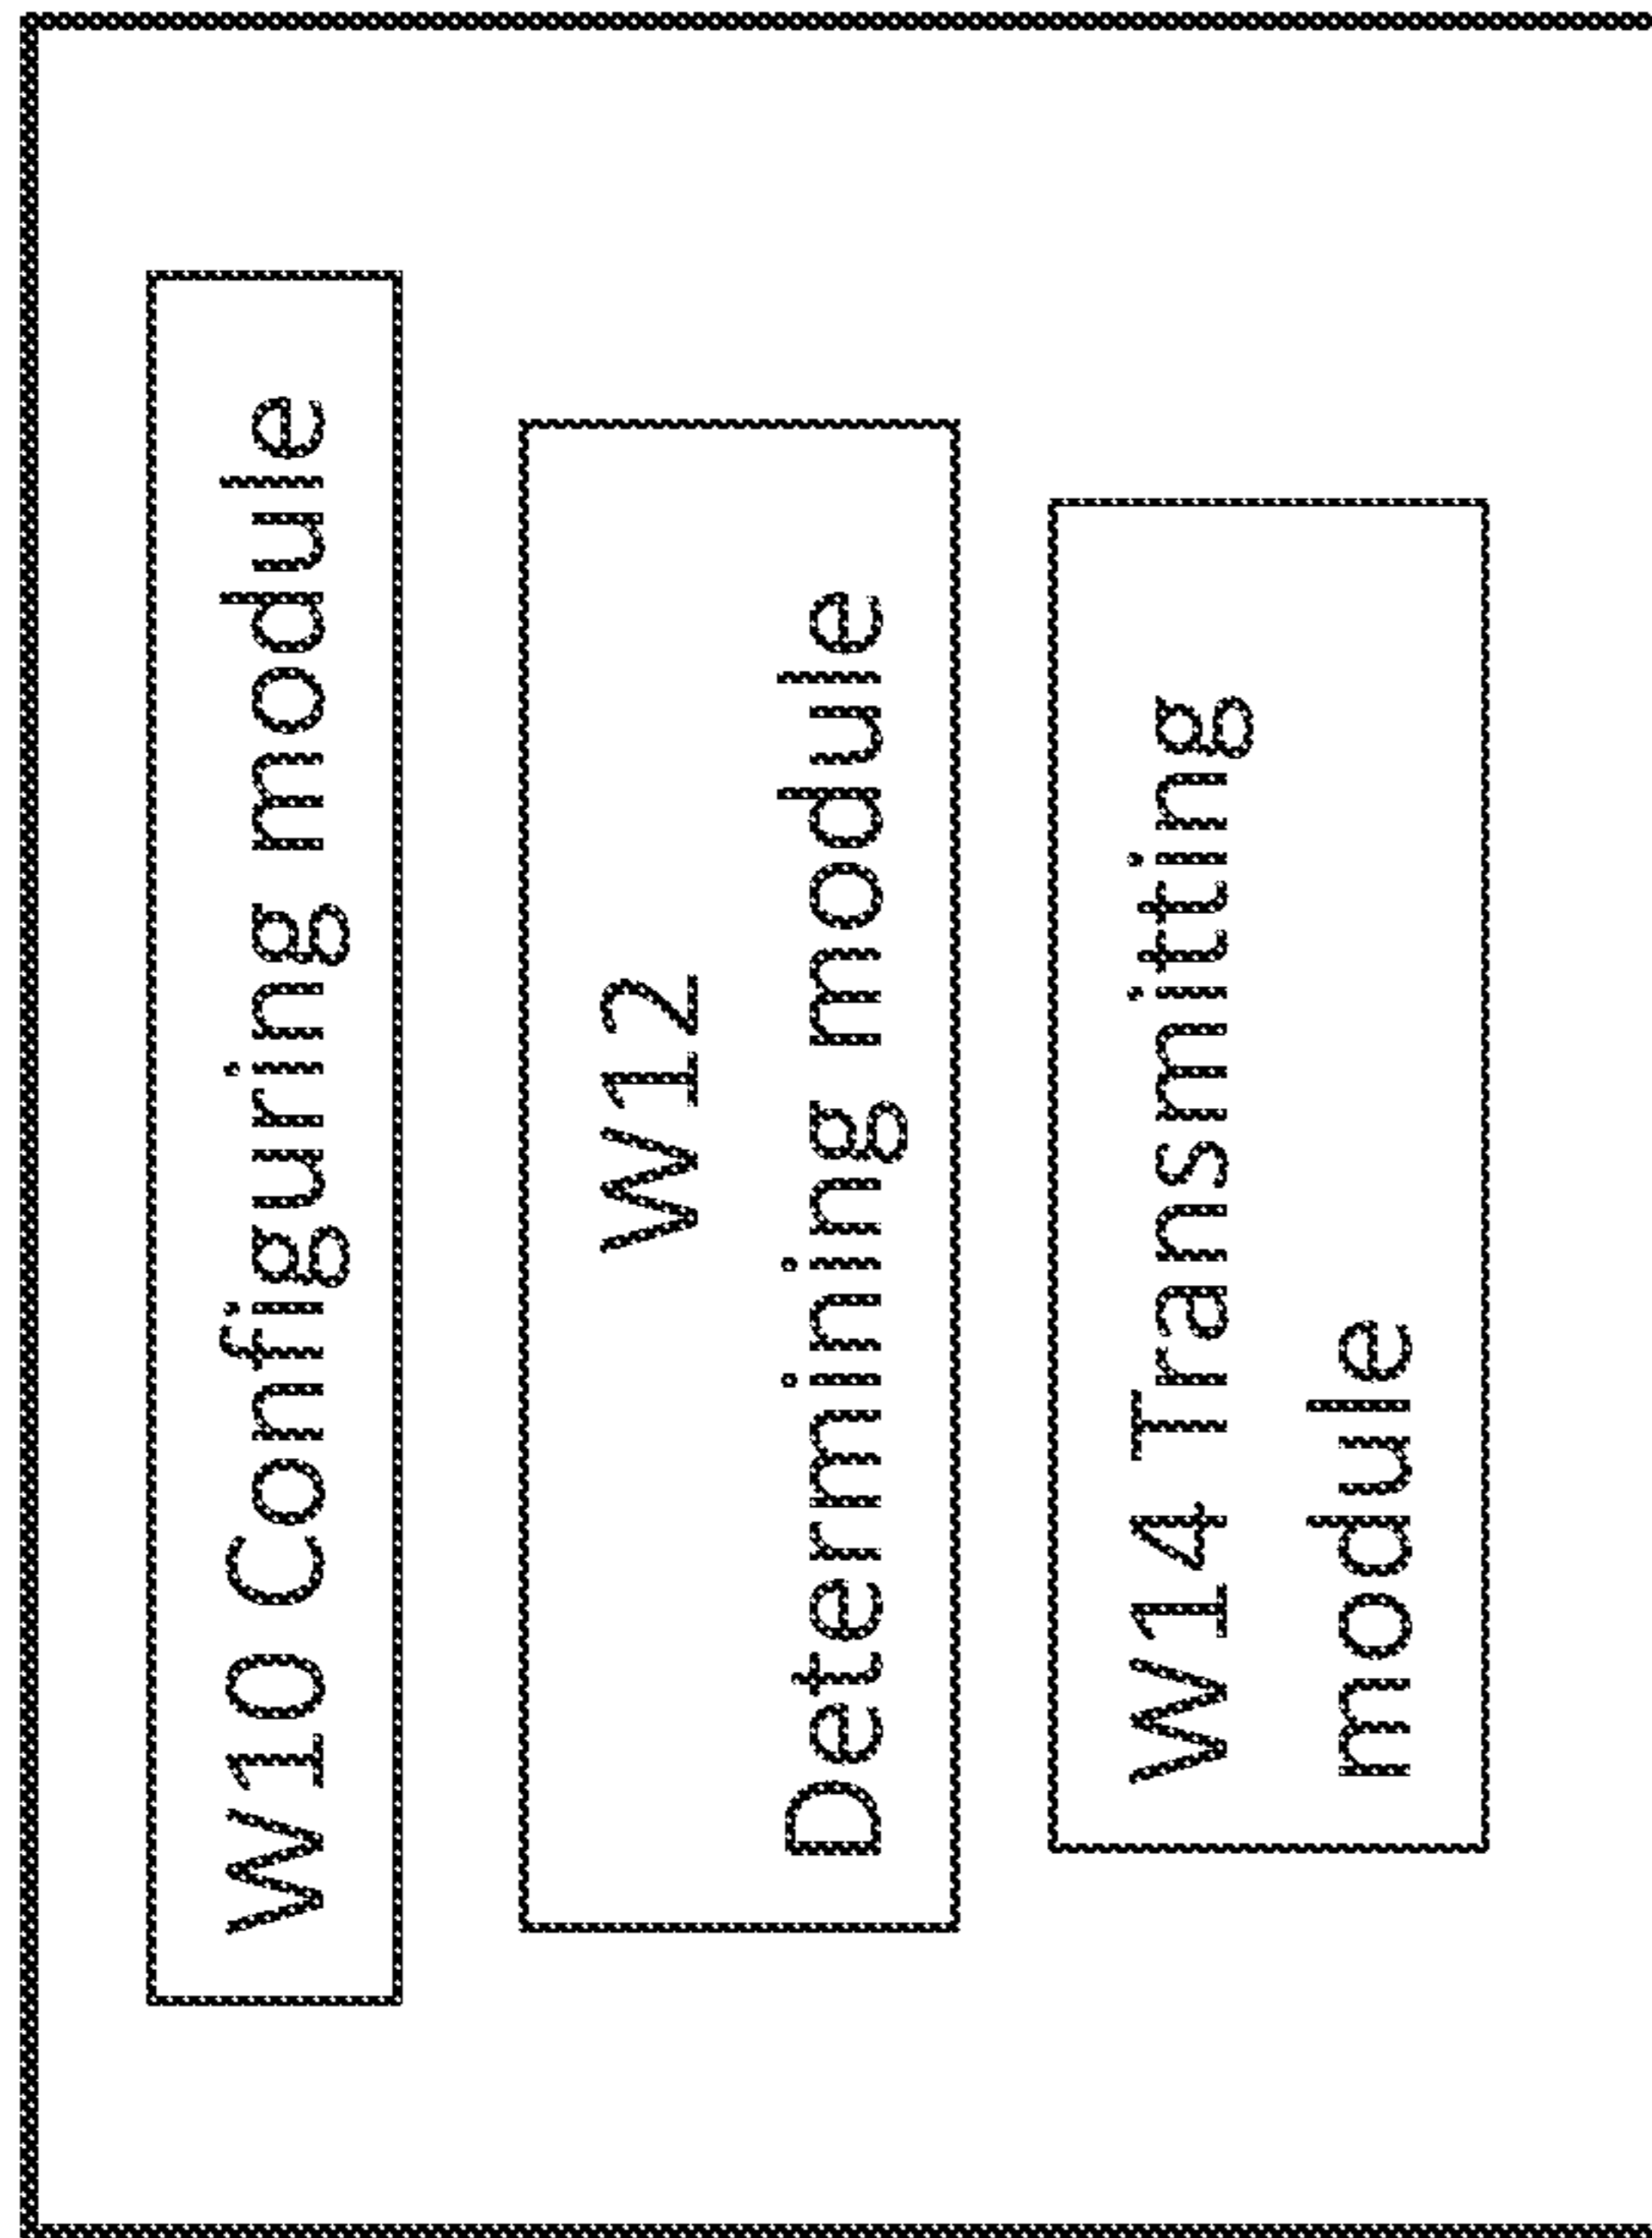 W10 Configuring module
W12
Determining module
W14 Transmitting
module